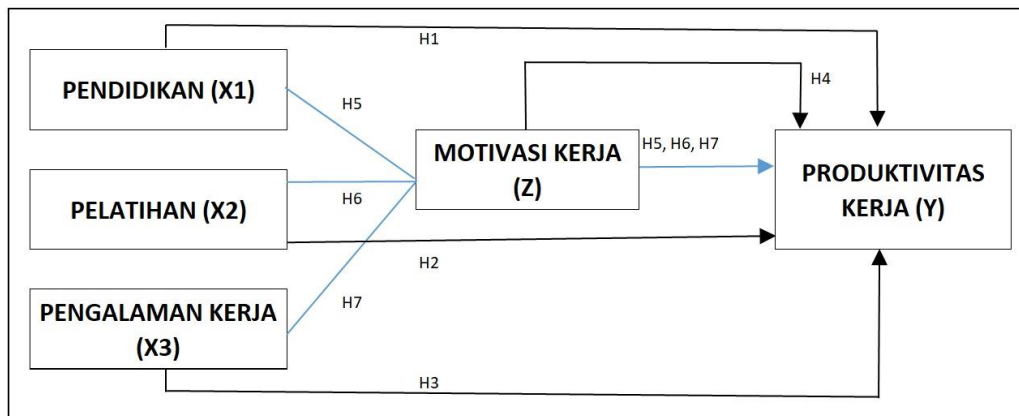 H1
PENDIDIKAN (X1)
H4
H5
MOTIVASI KERJA
(Z)
H5, H6, H7
PRODUKTIVITAS
KERJA (Y)
PELATIHAN (X2)
H6
H2
PENGALAMAN KERJA
(X3)
H7
H3